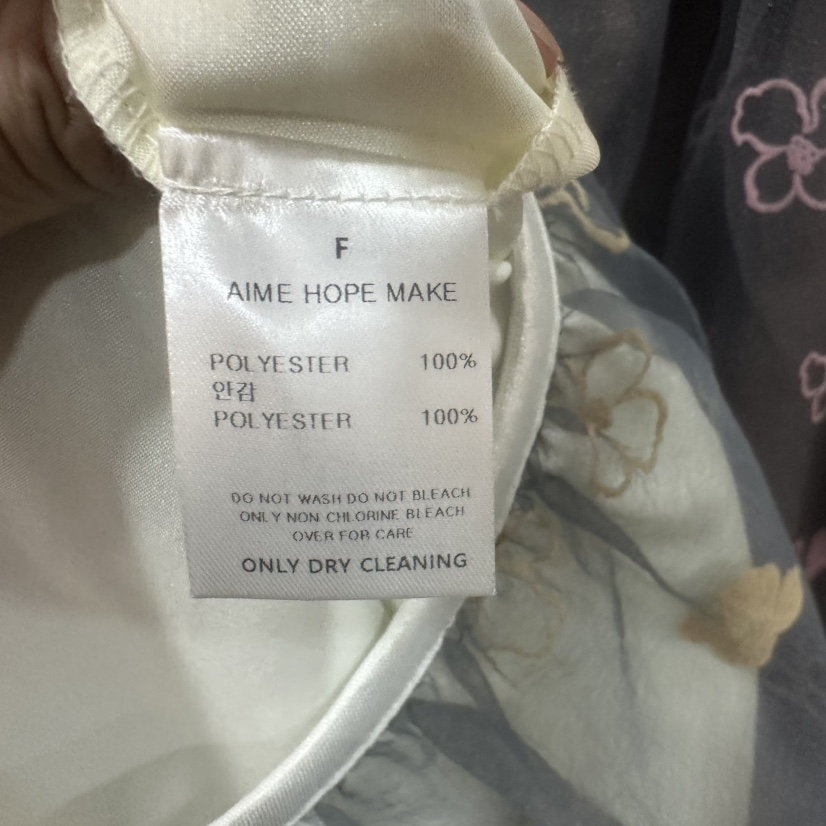 F
AIME HOPE MAKE
POLYESTER 100%
안감
POLYESTER 100%
DO NOT WASH DO NOT BLEACH
ONLY NON CHLORINE BLEACH
OVER FOR CARE
ONLY DRY CLEANING